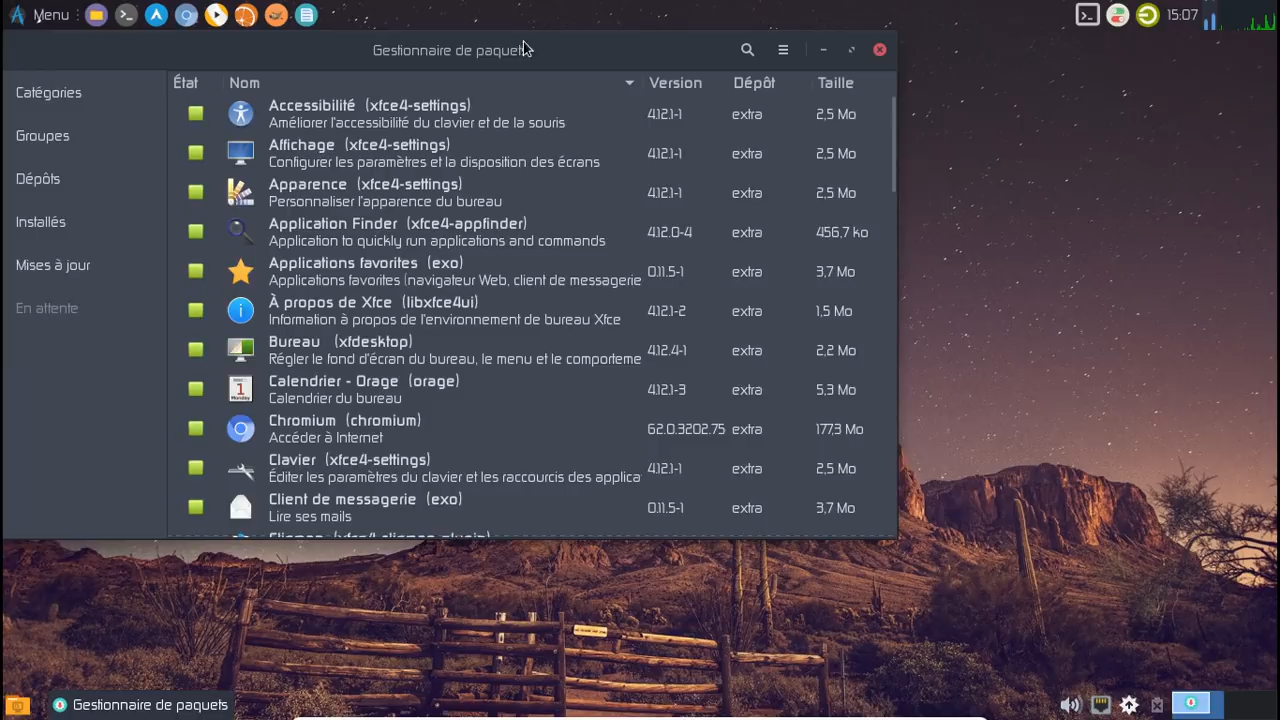 Menu
15:07
Gestionnaire de paquets
Catégories
Groupes
Dépôts
Installés
Mises à jour
En attente
État Nom Version Dépôt Taille
Accessibilité (xfce4-settings)
Améliorer l'accessibilité du clavier et de la souris
4.12.1-1 extra 2,5 Mo
Affichage (xfce4-settings)
Configurer les paramètres et la disposition des écrans
4.12.1-1 extra 2,5 Mo
Apparence (xfce4-settings)
Personnaliser l'apparence du bureau
4.12.1-1 extra 2,5 Mo
Application Finder (xfce4-appfinder)
Application to quickly run applications and commands
4.12.0-4 extra 456,7 ko
Applications favorites (exo)
Applications favorites (navigateur Web, client de messagerie
0.11.5-1 extra 3,7 Mo
À propos de Xfce (libxfce4ui)
Information à propos de l'environnement de bureau Xfce
4.12.1-2 extra 1,5 Mo
Bureau (xfdesktop)
Régler le fond d'écran du bureau, le menu et le comporteme
4.12.4-1 extra 2,2 Mo
Calendrier - Orage (orage)
Calendrier du bureau
4.12.1-3 extra 5,3 Mo
Chromium (chromium)
Accéder à Internet
62.0.3202.75 extra 177,3 Mo
Clavier (xfce4-settings)
Éditer les paramètres du clavier et les raccourcis des applica
4.12.1-1 extra 2,5 Mo
Client de messagerie (exo)
Lire ses mails
0.11.5-1 extra 3,7 Mo
Gestionnaire de paquets